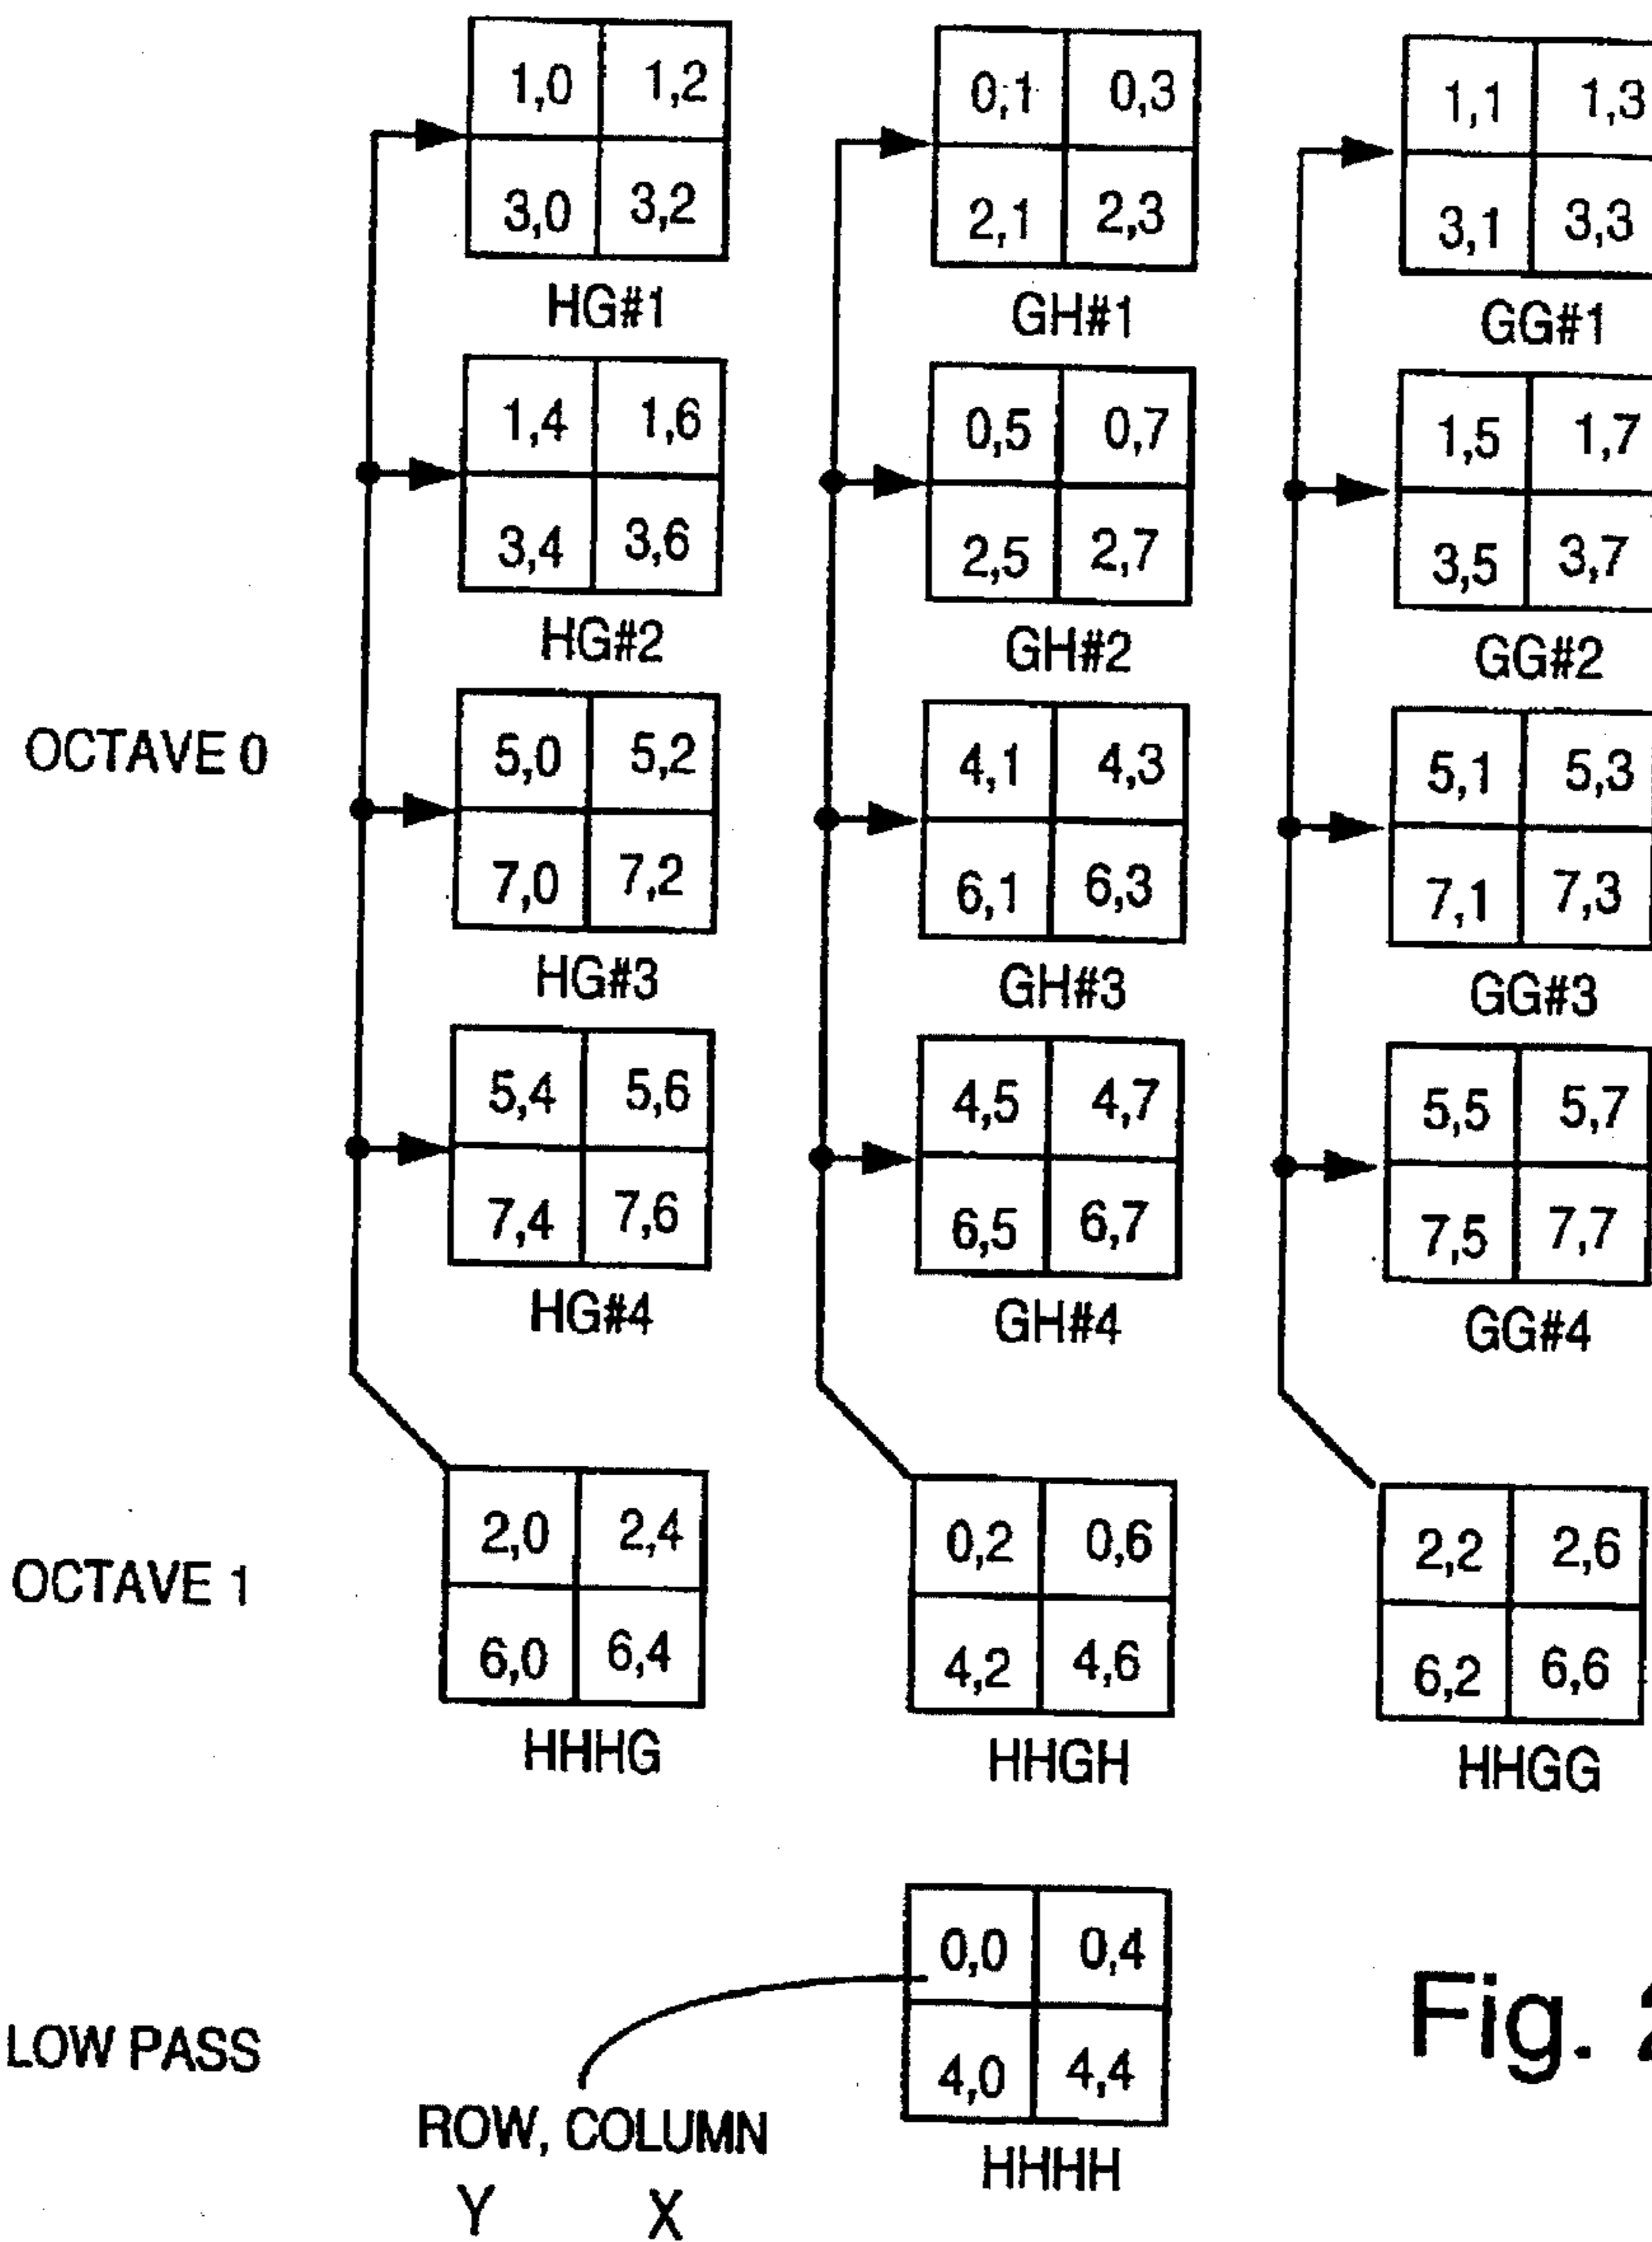 1,0 1,2 0,1 0,3 1,1 1,3
3,0 3,2 2,1 2,3 3,1 3,3
HG#1 GH#1 GG#1
1,4 1,6 0,5 0,7 1,5 1,7
3,4 3,6 2,5 2,7 3,5 3,7
HG#2 GH#2 GG#2
OCTAVE 0
5,0 5,2 4,1 4,3 5,1 5,3
7,0 7,2 6,1 6,3 7,1 7,3
HG#3 GH#3 GG#3
5,4 5,6 4,5 4,7 5,5 5,7
7,4 7,6 6,5 6,7 7,5 7,7
HG#4 GH#4 GG#4
OCTAVE 1
2,0 2,4 0,2 0,6 2,2 2,6
6,0 6,4 4,2 4,6 6,2 6,6
HHHG HHGH HHGG
LOW PASS
0,0 0,4
4,0 4,4
HHHH
ROW, COLUMN
Y X
Fig.